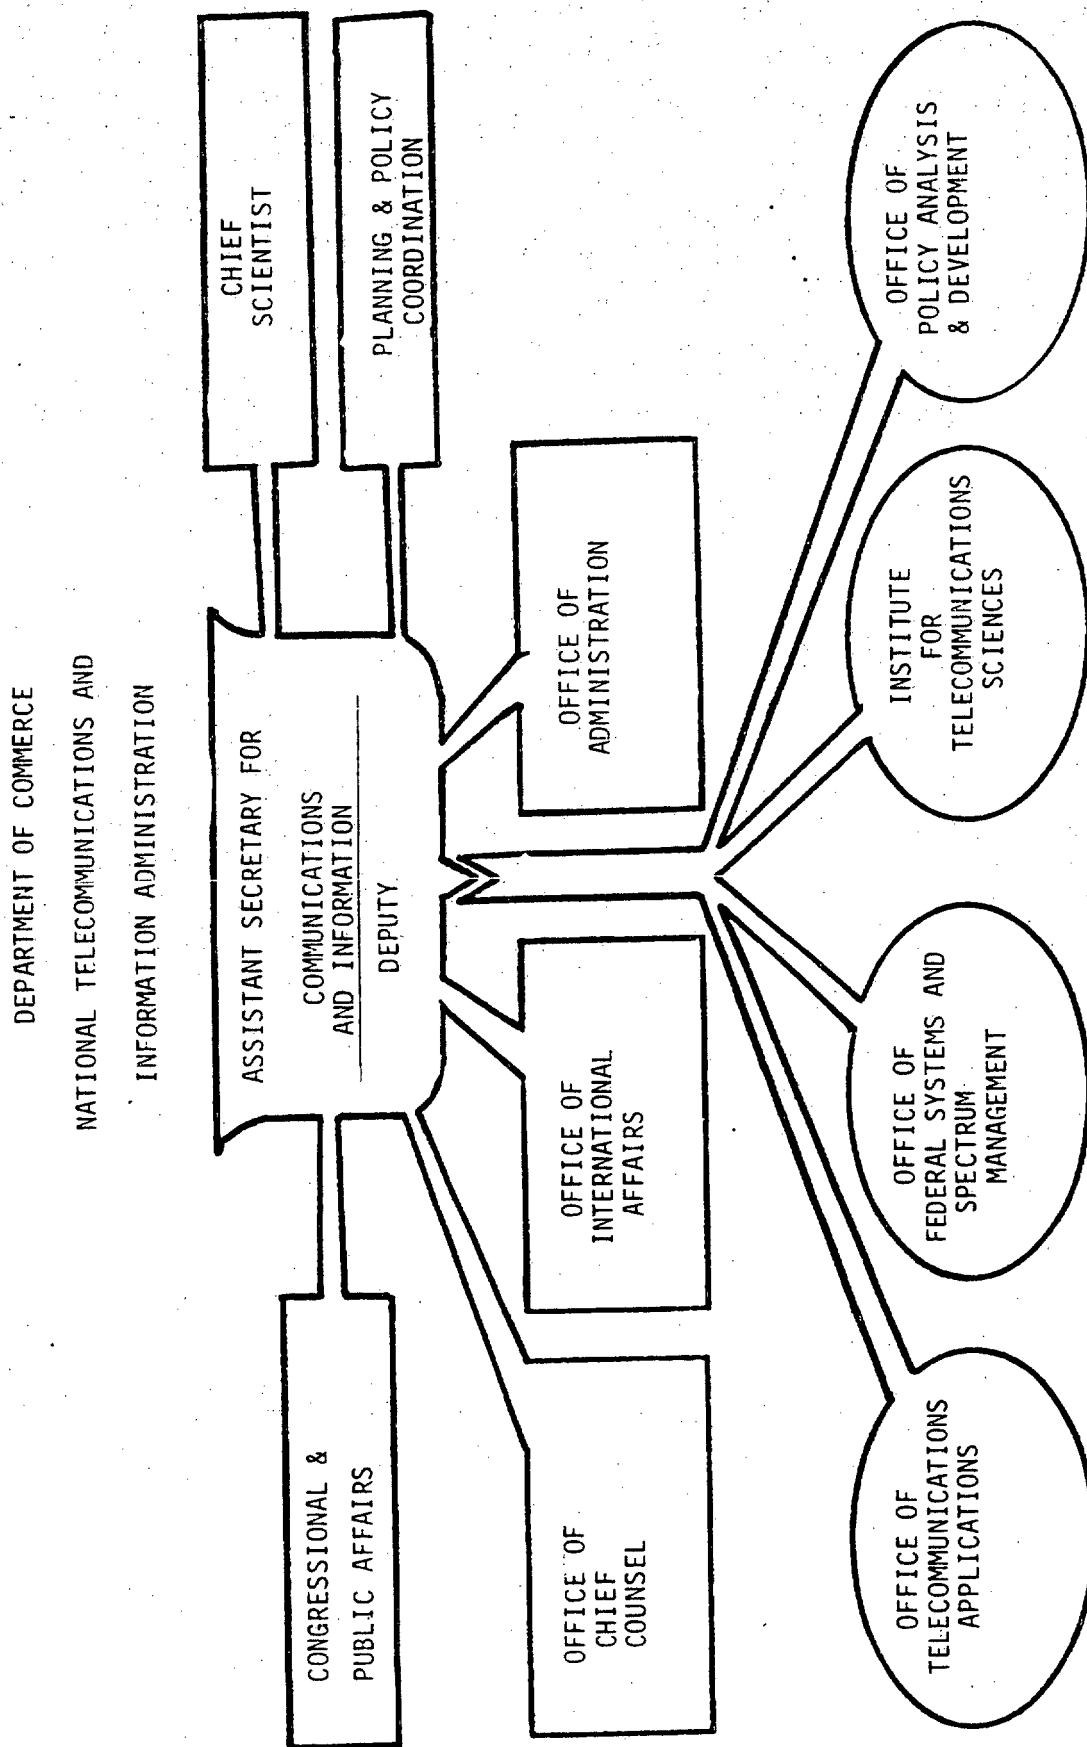 DEPARTMENT OF COMMERCE
NATIONAL TELECOMMUNICATIONS AND
INFORMATION ADMINISTRATION
ASSISTANT SECRETARY FOR
COMMUNICATIONS
AND INFORMATION
DEPUTY
CONGRESSIONAL &
PUBLIC AFFAIRS
CHIEF
SCIENTIST
PLANNING & POLICY
COORDINATION
OFFICE OF
CHIEF
COUNSEL
OFFICE OF
INTERNATIONAL
AFFAIRS
OFFICE OF
ADMINISTRATION
OFFICE OF
TELECOMMUNICATIONS
APPLICATIONS
OFFICE OF
FEDERAL SYSTEMS AND
SPECTRUM
MANAGEMENT
INSTITUTE
FOR
TELECOMMUNICATIONS
SCIENCES
OFFICE OF
POLICY ANALYSIS
& DEVELOPMENT